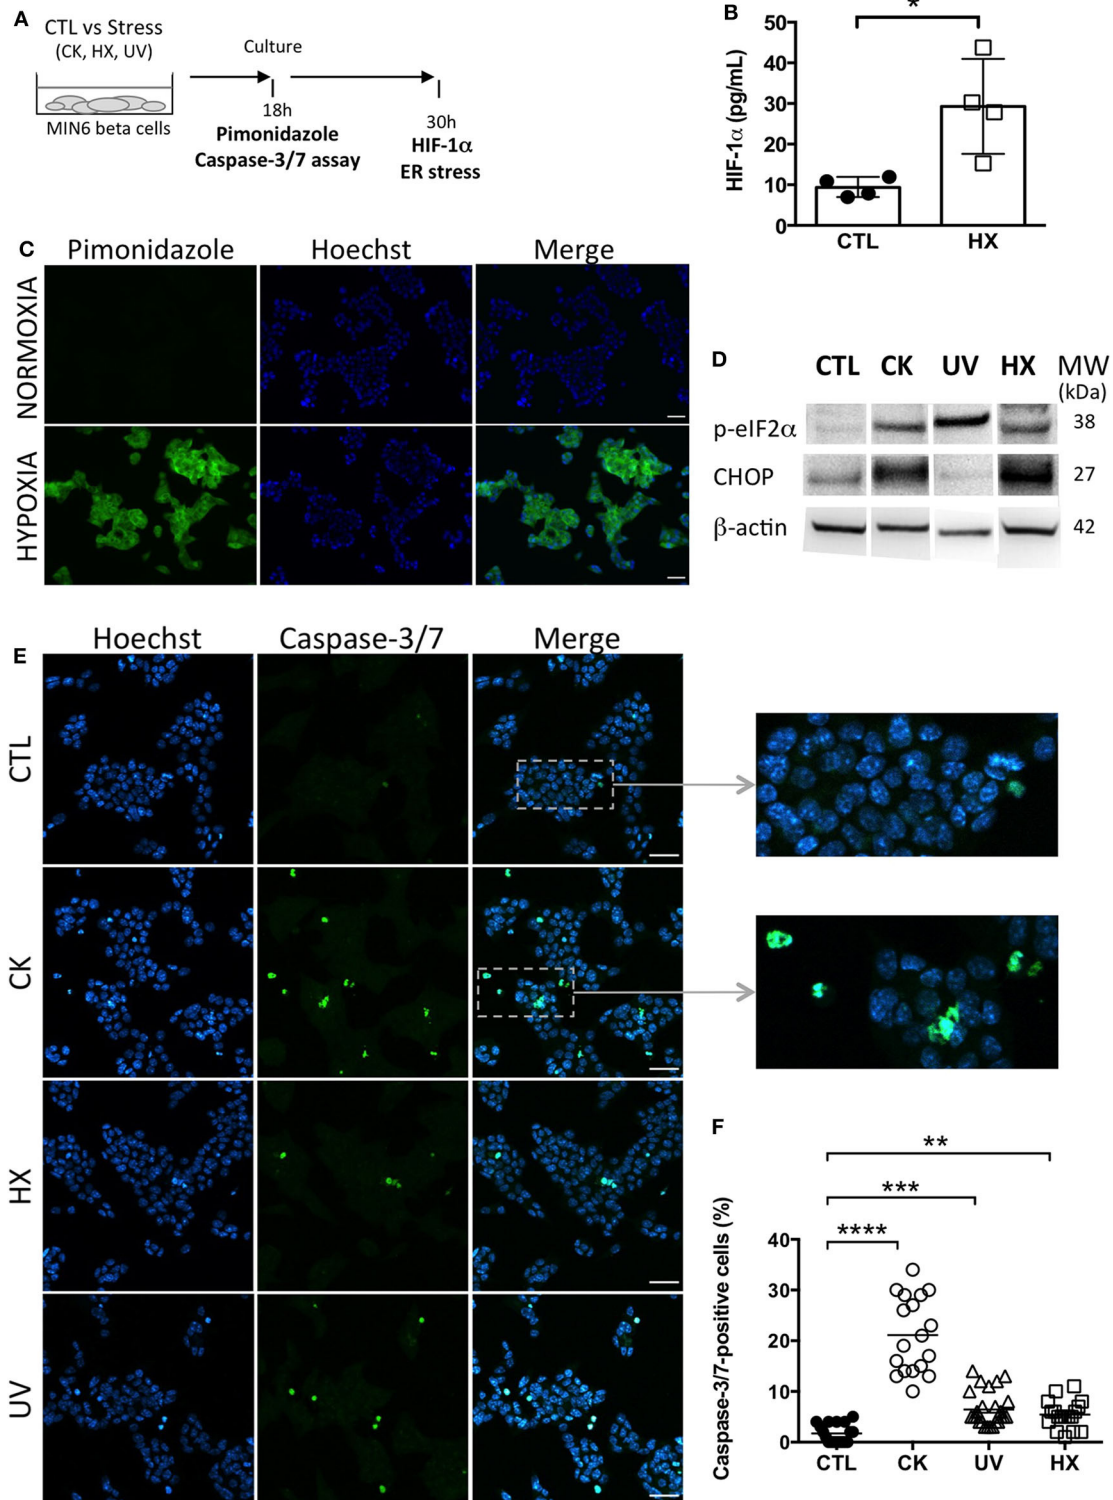 A
CTL vs Stress
(CK, HX, UV)
Culture
MIN6 beta cells
18h
Pimonidazole
Caspase-3/7 assay
30h
HIF-1α
ER stress
B
*
HIF-1α (pg/mL)
50
40
30
20
10
0
CTL HX
C
Pimonidazole Hoechst Merge
NORMOXIA
HYPOXIA
D
CTL CK UV HX MW
(kDa)
p-eIF2α 38
CHOP 27
β-actin 42
E
Hoechst Caspase-3/7 Merge
CTL
CK
HX
UV
F
**
***
****
Caspase-3/7-positive cells (%)
40
30
20
10
0
CTL CK UV HX